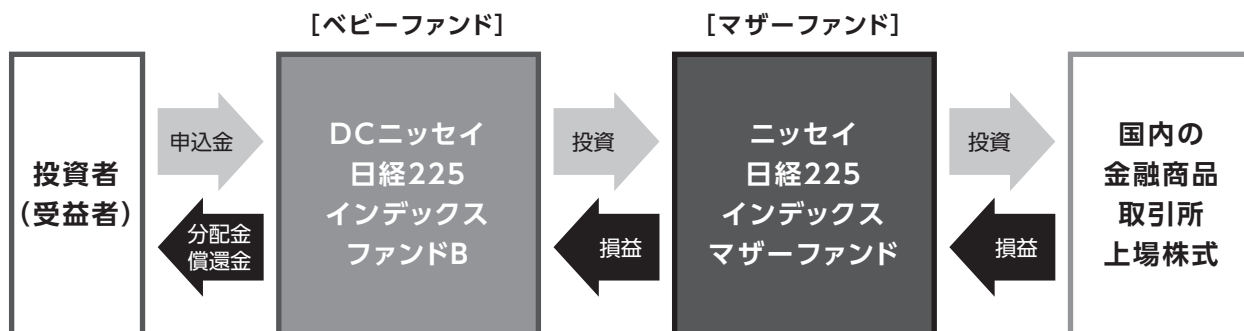 [ベビーファンド]
[マザーファンド]
投資者
(受益者)
申込金
分配金
償還金
DCニッセイ
日経225
インデックス
ファンドB
投資
損益
ニッセイ
日経225
インデックス
マザーファンド
投資
損益
国内の
金融商品
取引所
上場株式